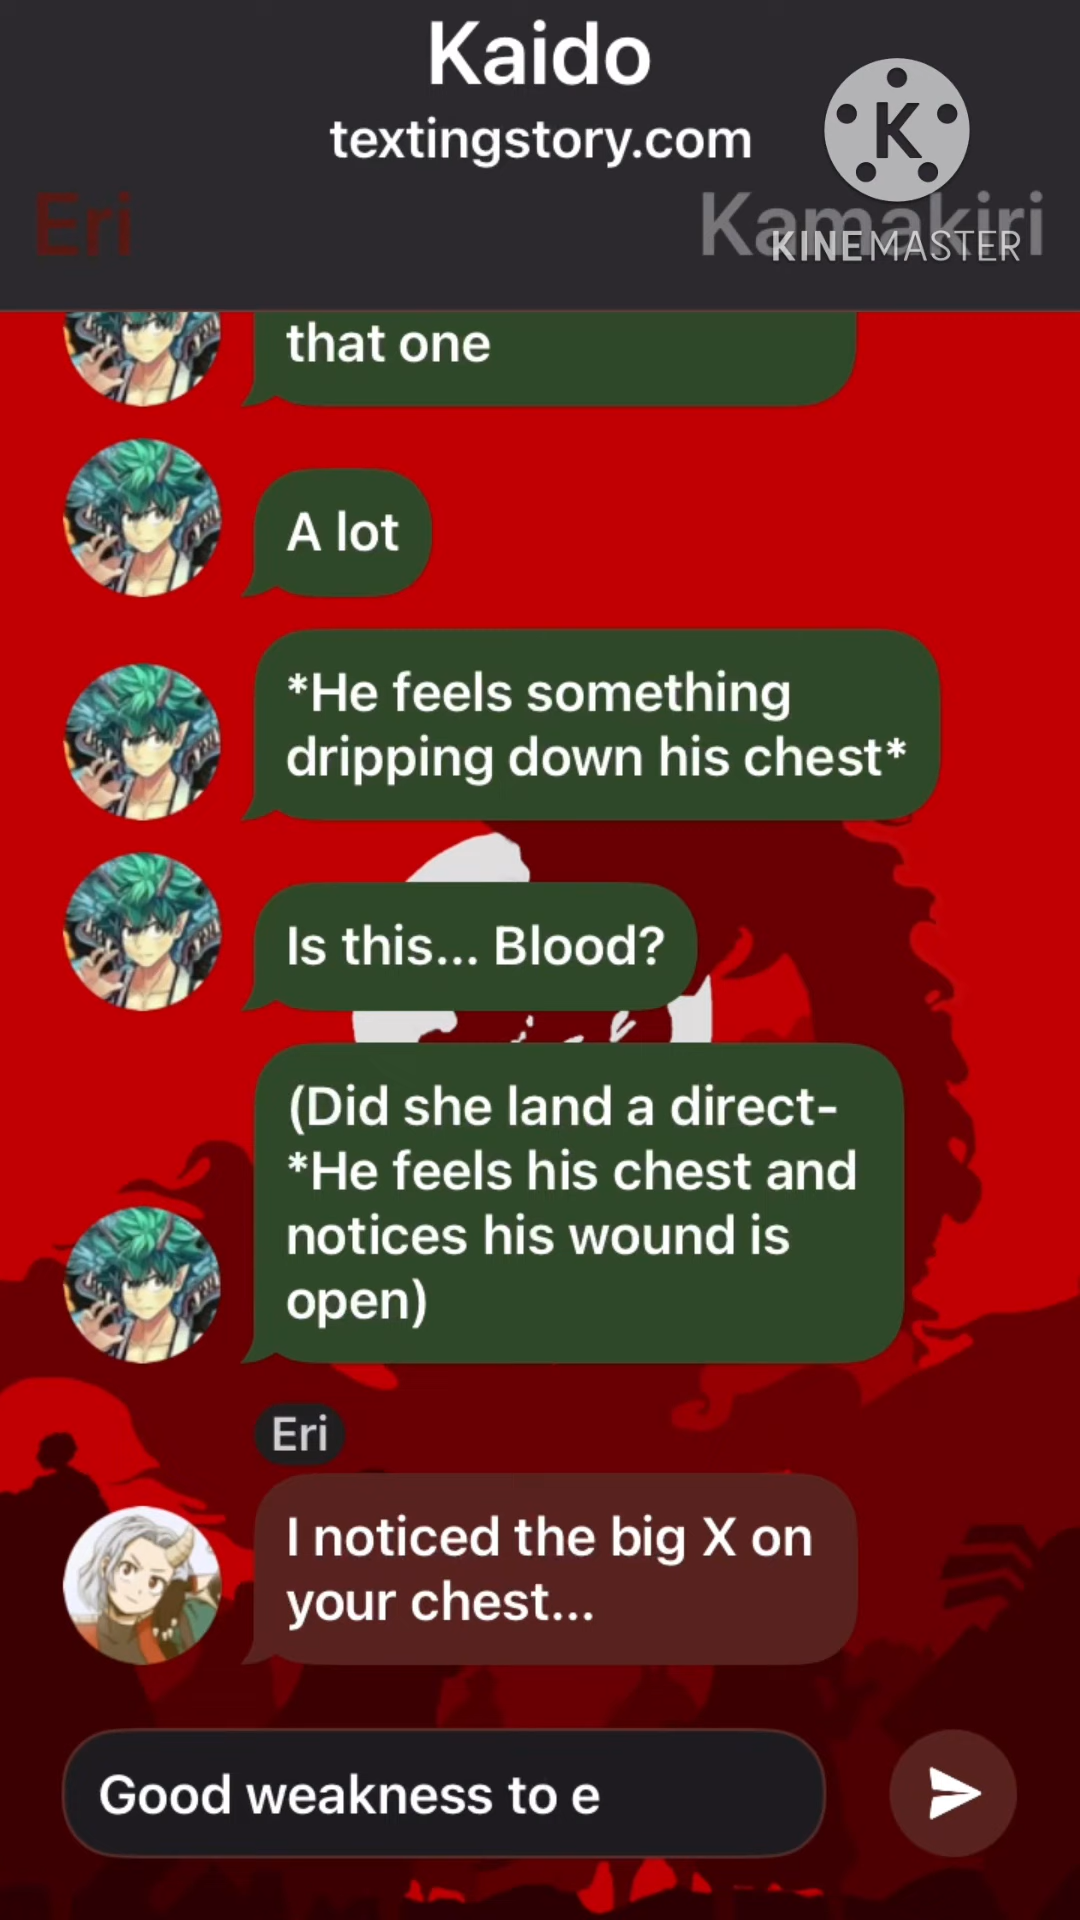 Kaido
textingstory.com
K
Eri
Kamakiri
KINEMASTER
that one
A lot
*He feels something
dripping down his chest*
Is this... Blood?
(Did she land a direct-
*He feels his chest and
notices his wound is
open)
Eri
I noticed the big X on
your chest...
Good weakness to e